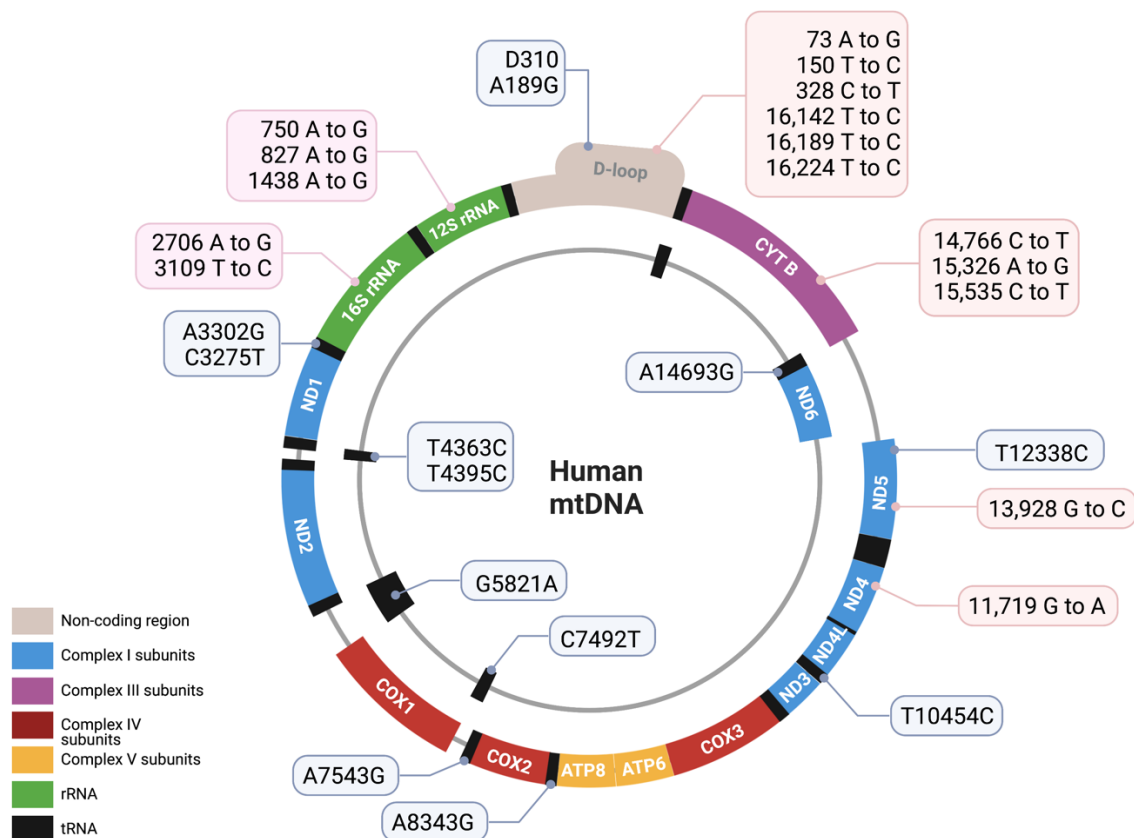 D310
A189G
73 A to G
150 T to C
328 C to T
16,142 T to C
16,189 T to C
16,224 T to C
750 A to G
827 A to G
1438 A to G
D-loop
12S rRNA
CYT B
2706 A to G
3109 T to C
14,766 C to T
15,326 A to G
15,535 C to T
16S rRNA
A3302G
C3275T
A14693G
ND1
ND6
T4363C
T4395C
T12338C
Human
mtDNA
ND5
13,928 G to C
ND2
G5821A
ND4
11,719 G to A
C7492T
ND4L
ND3
T10454C
COX1
COX3
COX2
ATP8
ATP6
A7543G
A8343G
Non-coding region
Complex I subunits
Complex III subunits
Complex IV
subunits
Complex V subunits
rRNA
tRNA